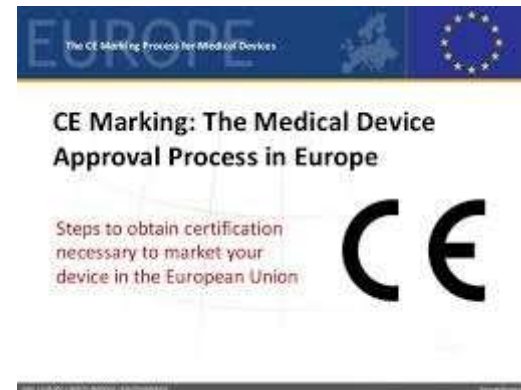 EUROPE
The CE Marking Process for Medical Devices
CE Marking: The Medical Device
Approval Process in Europe
Steps to obtain certification
necessary to market your
device in the European Union
CE